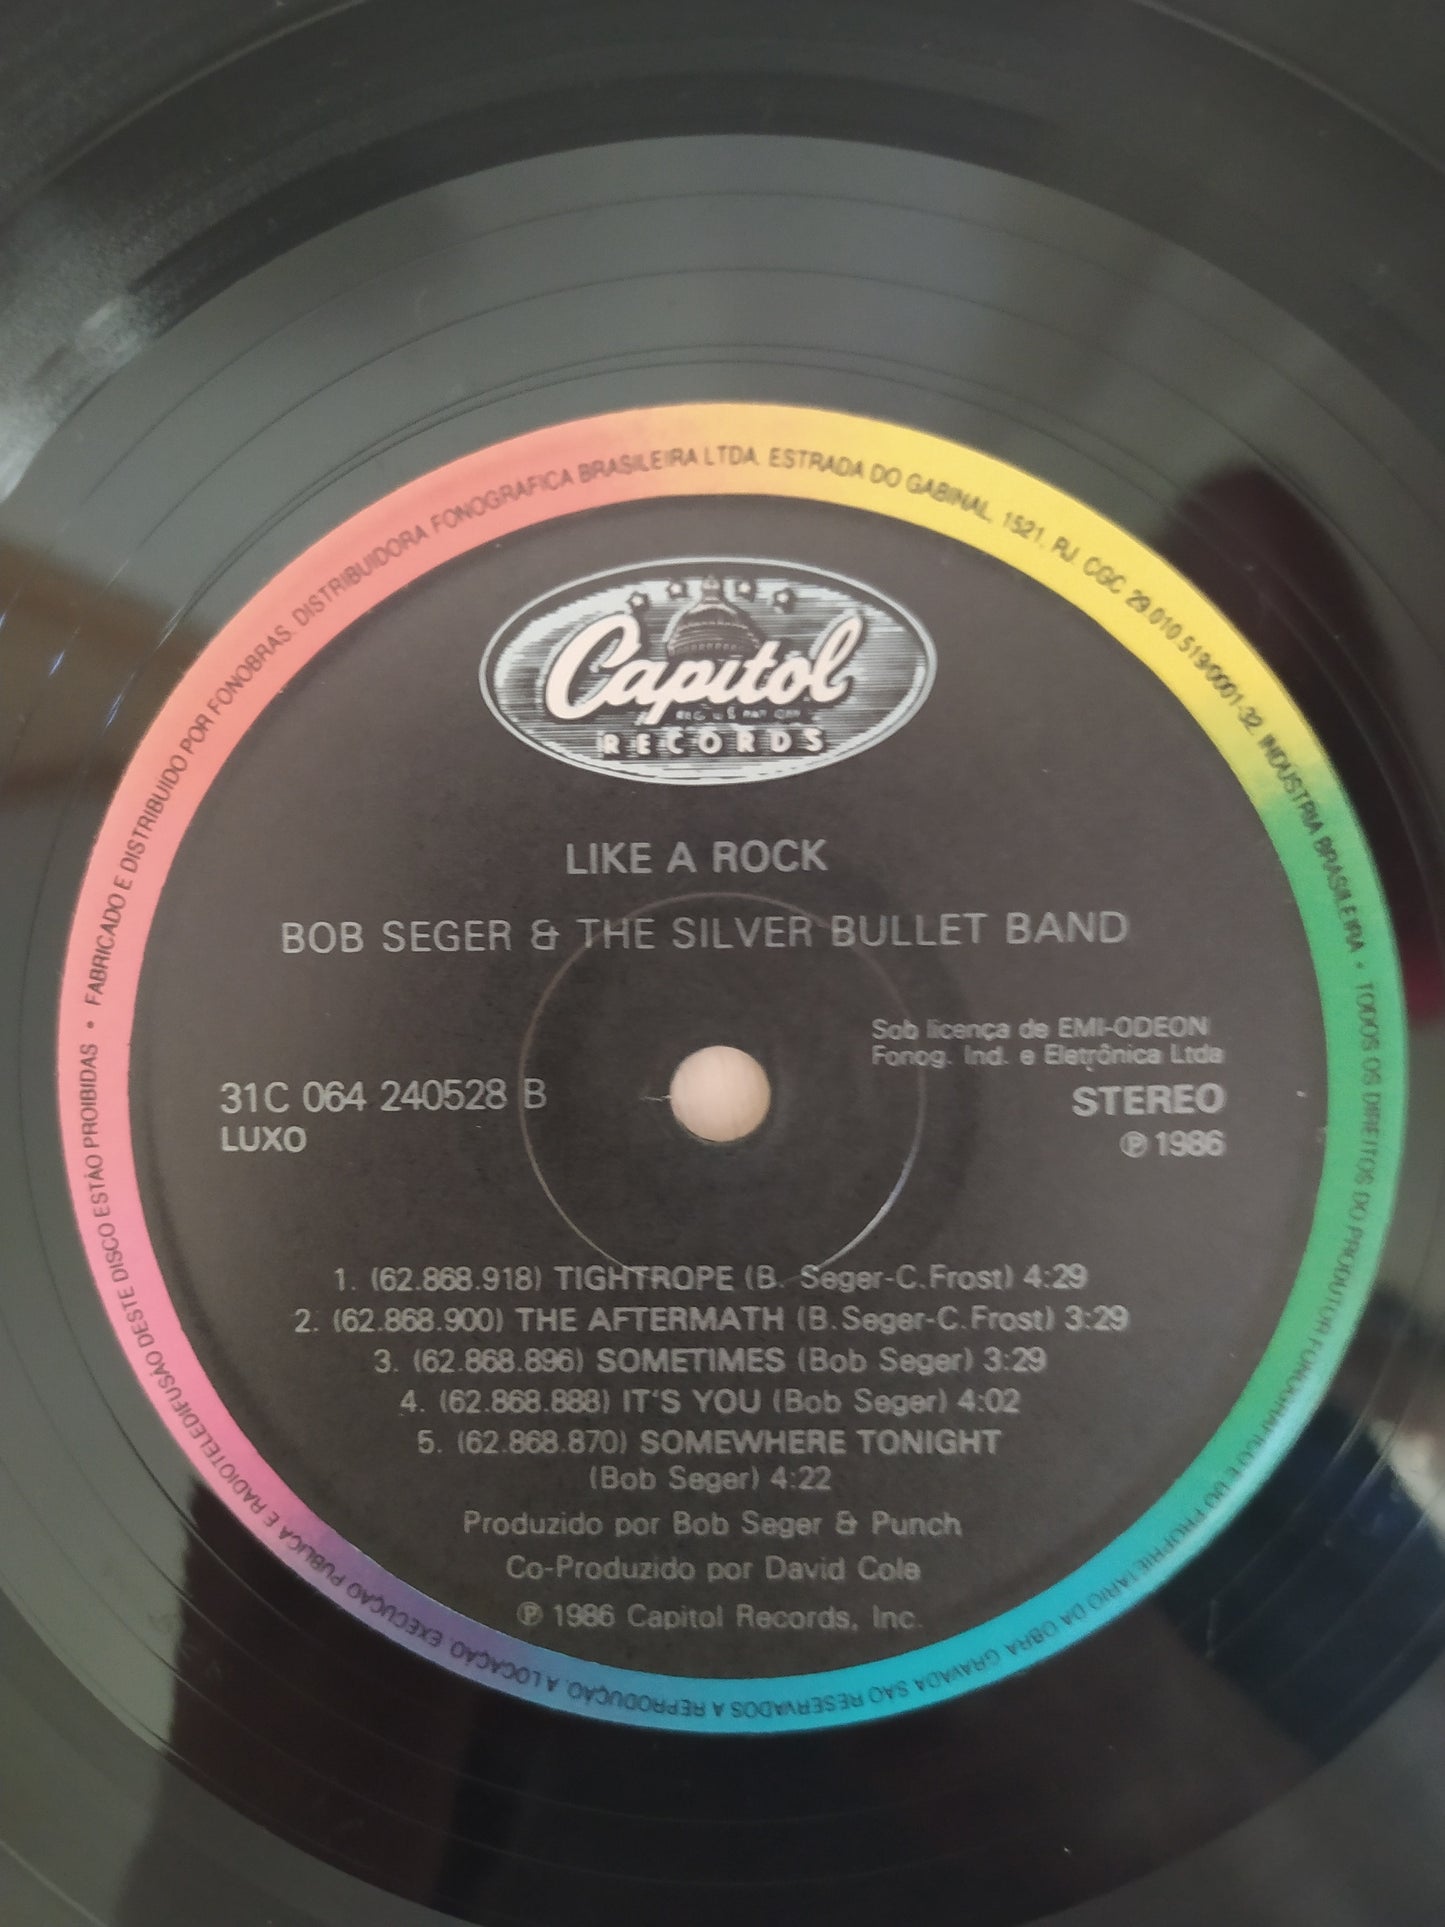 FABRICADO E DISTRIBUIDO POR FONOBRAS. DISTRIBUIDORA FONOGRAFICA BRASILEIRA LTDA. ESTRADA DO GABINAL, 1521, RJ. CGC 29.010.519/0001-32. INDUSTRIA BRASILEIRA • TODOS OS DIREITOS DO PRODUTOR FONOGRAFICO E DO PROPRIETARIO DA OBRA GRAVADA SAO RESERVADOS A REPRODUÇÃO. A LOCAÇÃO. EXECUÇÃO PUBLICA E RADIOTELEDIFUSÃO DESTE DISCO ESTÃO PROIBIDAS •
Capitol
RECORDS
LIKE A ROCK
BOB SEGER & THE SILVER BULLET BAND
Sob licença de EMI-ODEON
Fonog. Ind. e Eletrônica Ltda
31C 064 240528 B
STEREO
LUXO
℗ 1986
1. (62.868.918) TIGHTROPE (B. Seger-C.Frost) 4:29
2. (62.868.900) THE AFTERMATH (B.Seger-C.Frost) 3:29
3. (62.868.896) SOMETIMES (Bob Seger) 3:29
4. (62.868.888) IT'S YOU (Bob Seger) 4:02
5. (62.868.870) SOMEWHERE TONIGHT
(Bob Seger) 4:22
Produzido por Bob Seger & Punch
Co-Produzido por David Cole
℗ 1986 Capitol Records, Inc.